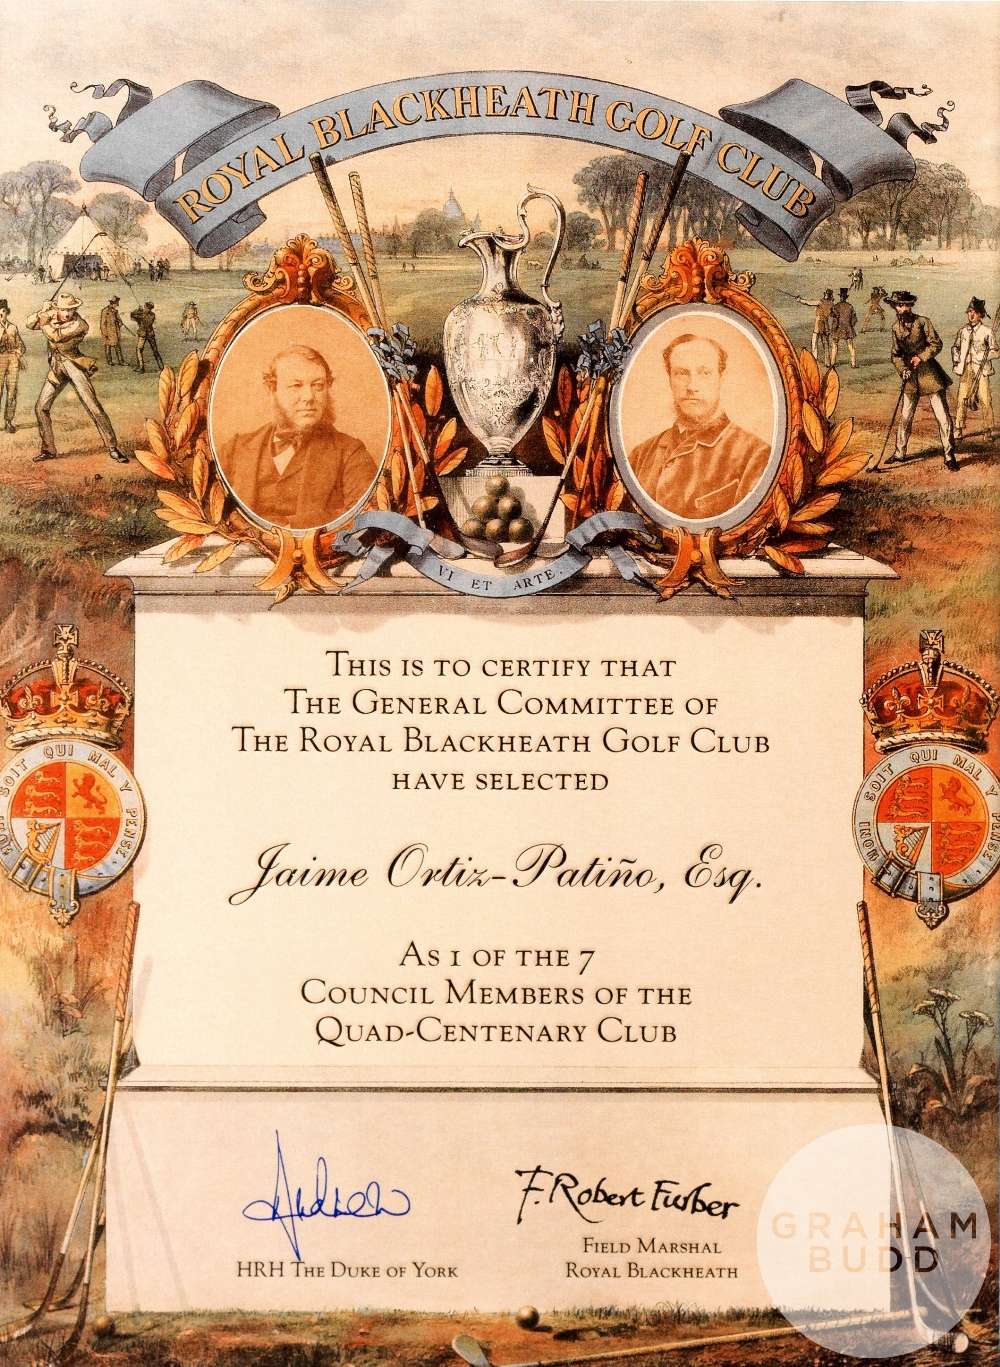 ROYAL BLACKHEATH GOLF CLUB
VI ET ARTE.
THIS IS TO CERTIFY THAT
THE GENERAL COMMITTEE OF
THE ROYAL BLACKHEATH GOLF CLUB
HAVE SELECTED
HONI SOIT QUI MAL Y PENSE
HONI SOIT QUI MAL Y PENSE
Jaime Ortiz-Patiño, Esq.
AS 1 OF THE 7
COUNCIL MEMBERS OF THE
QUAD-CENTENARY CLUB
Andrew
F. Robert Furber
HRH THE DUKE OF YORK
FIELD MARSHAL
ROYAL BLACKHEATH
GRAHAM
BUDD